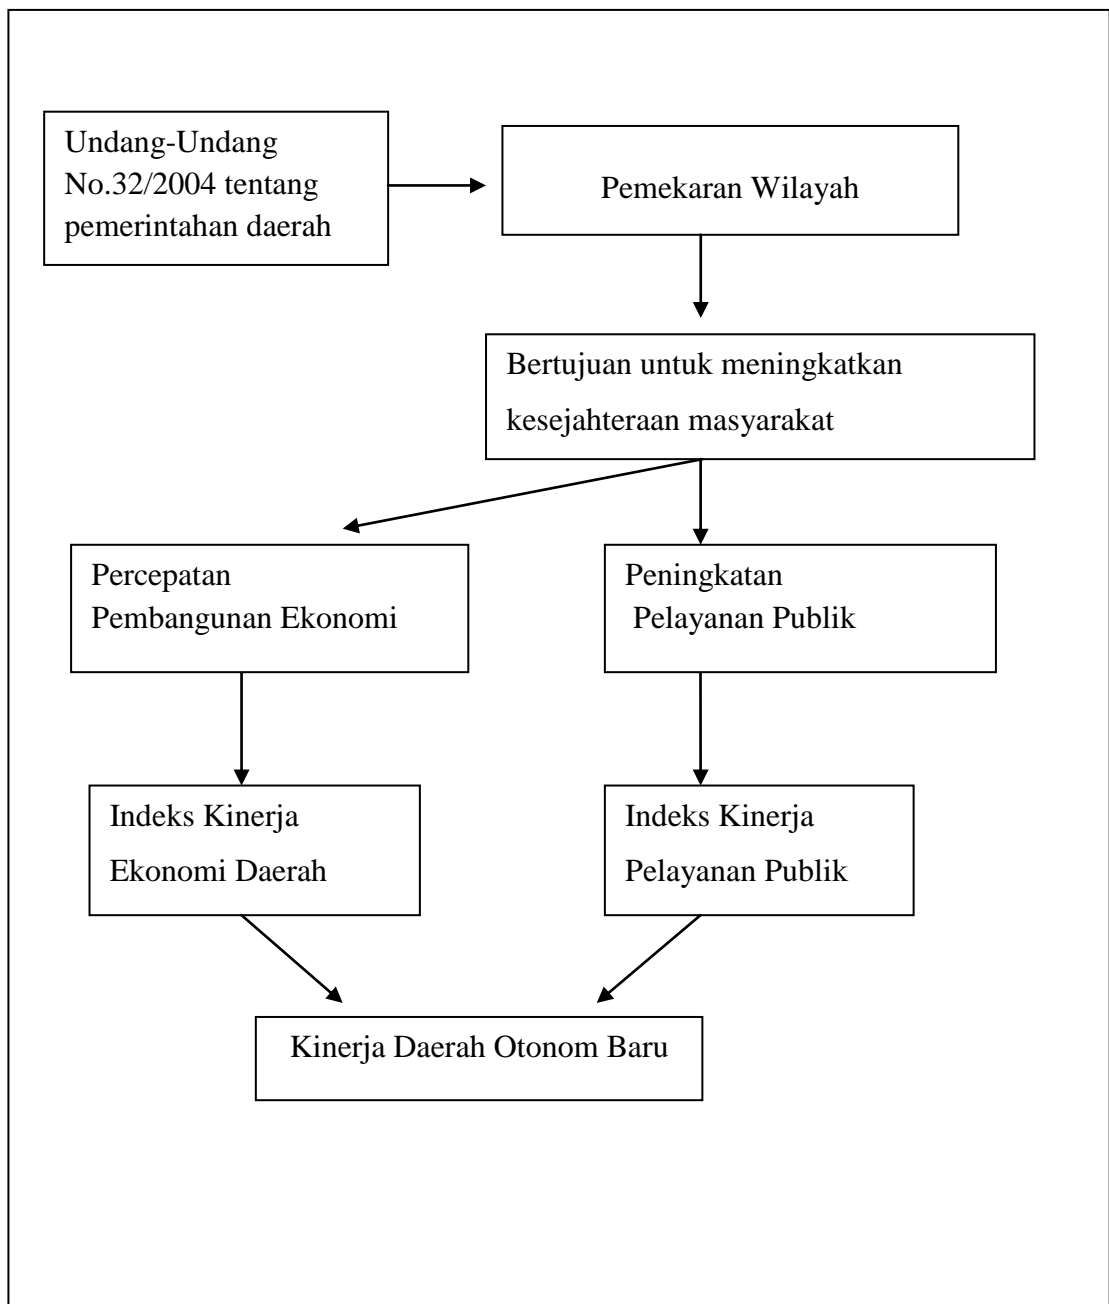 Undang-Undang
No.32/2004 tentang
pemerintahan daerah
Pemekaran Wilayah
Bertujuan untuk meningkatkan
kesejahteraan masyarakat
Percepatan
Pembangunan Ekonomi
Peningkatan
Pelayanan Publik
Indeks Kinerja
Ekonomi Daerah
Indeks Kinerja
Pelayanan Publik
Kinerja Daerah Otonom Baru